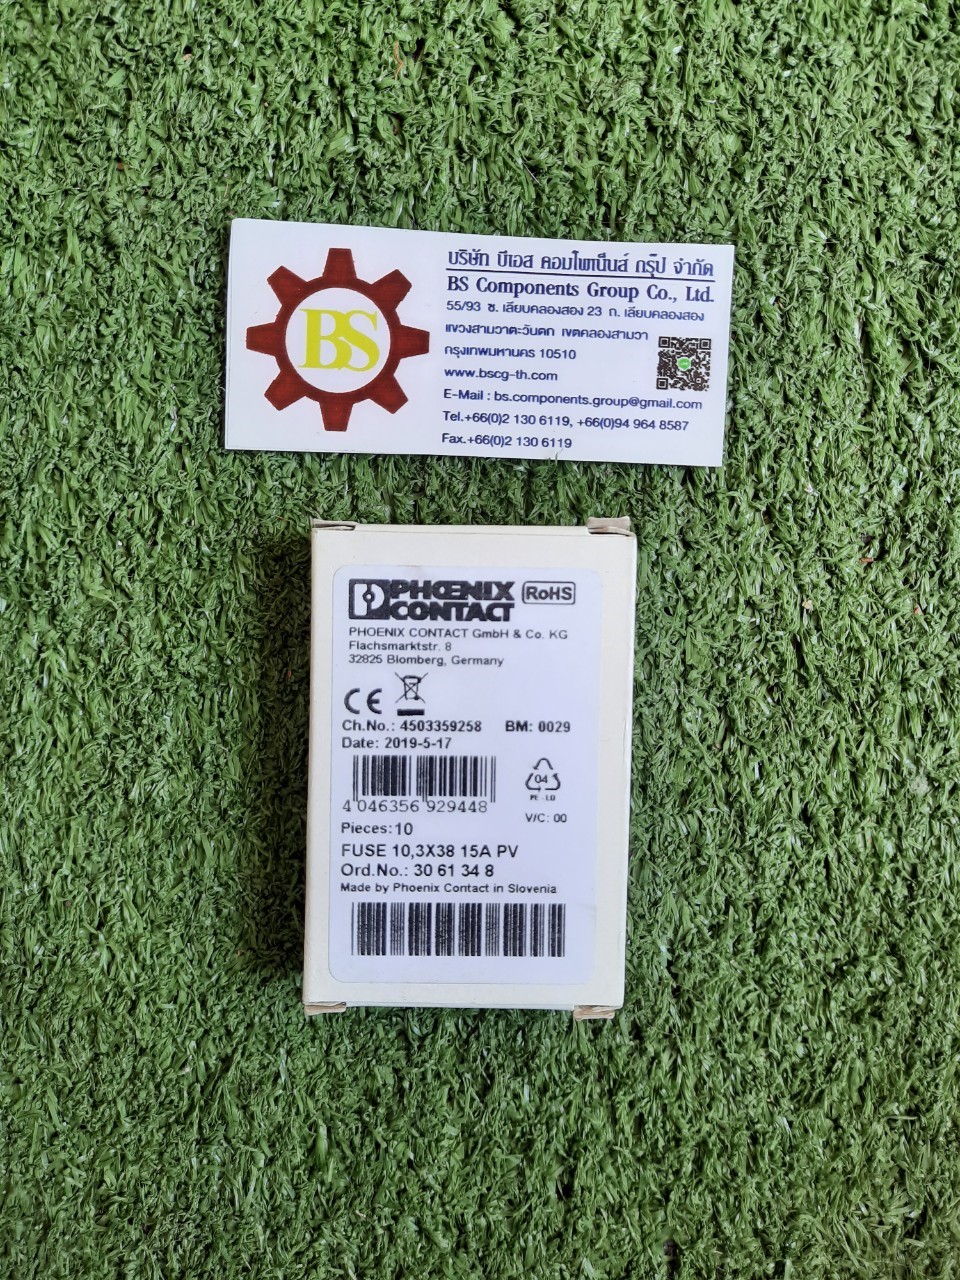 BS
บริษัท บีเอส คอมโพเน็นส์ กรุ๊ป จำกัด
BS Components Group Co., Ltd.
55/93 ซ. เลียบคลองสอง 23 ถ. เลียบคลองสอง
แขวงสามวาตะวันตก เขตคลองสามวา
กรุงเทพมหานคร 10510
www.bscg-th.com
E-Mail : bs.components.group@gmail.com
Tel.+66(0)2 130 6119, +66(0)94 964 8587
Fax.+66(0)2 130 6119
PHŒNIX
CONTACT
RoHS
PHOENIX CONTACT GmbH & Co. KG
Flachsmarktstr. 8
32825 Blomberg, Germany
CE
Ch.No.: 4503359258 BM: 0029
Date: 2019-5-17
04
PE-LD
4 046356 929448
V/C: 00
Pieces: 10
FUSE 10,3X38 15A PV
Ord.No.: 30 61 34 8
Made by Phoenix Contact in Slovenia